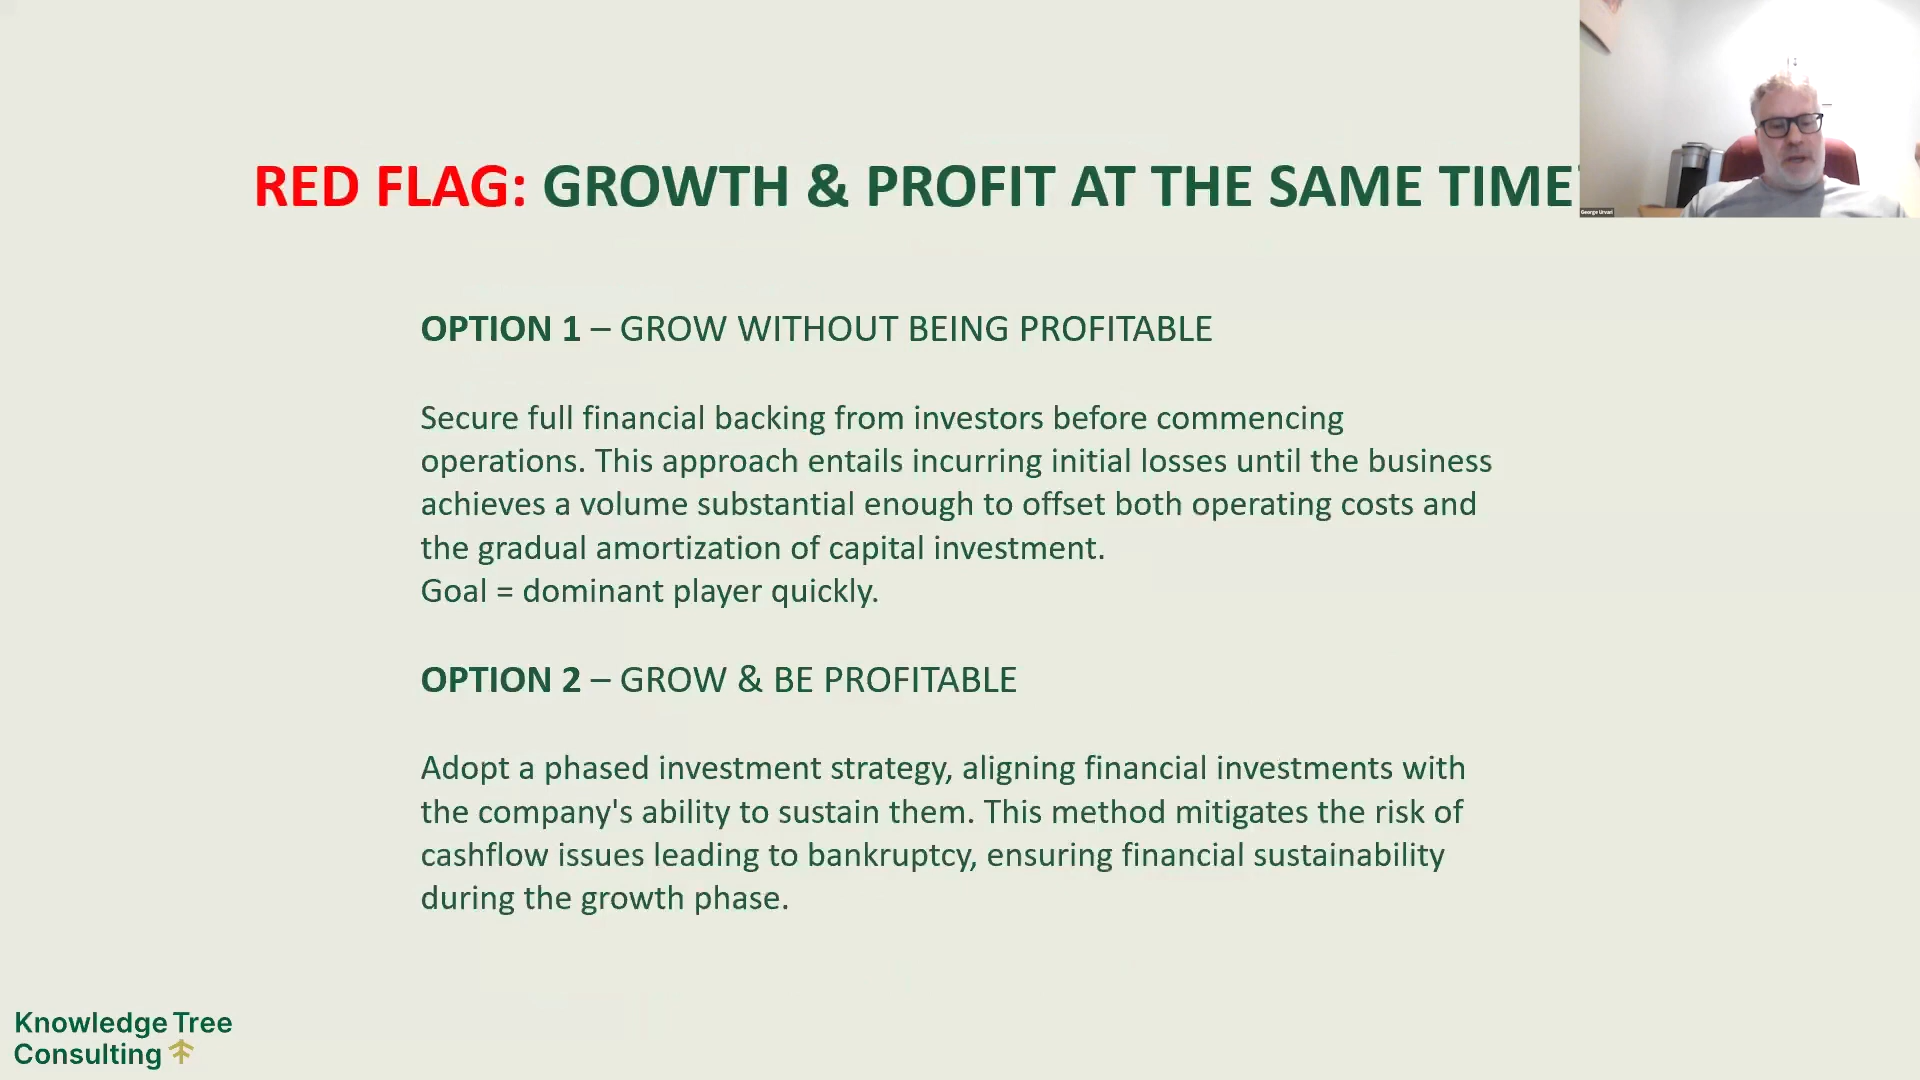 RED FLAG: GROWTH & PROFIT AT THE SAME TIME
George Urvari
OPTION 1 – GROW WITHOUT BEING PROFITABLE
Secure full financial backing from investors before commencing
operations. This approach entails incurring initial losses until the business
achieves a volume substantial enough to offset both operating costs and
the gradual amortization of capital investment.
Goal = dominant player quickly.
OPTION 2 – GROW & BE PROFITABLE
Adopt a phased investment strategy, aligning financial investments with
the company's ability to sustain them. This method mitigates the risk of
cashflow issues leading to bankruptcy, ensuring financial sustainability
during the growth phase.
Knowledge Tree
Consulting